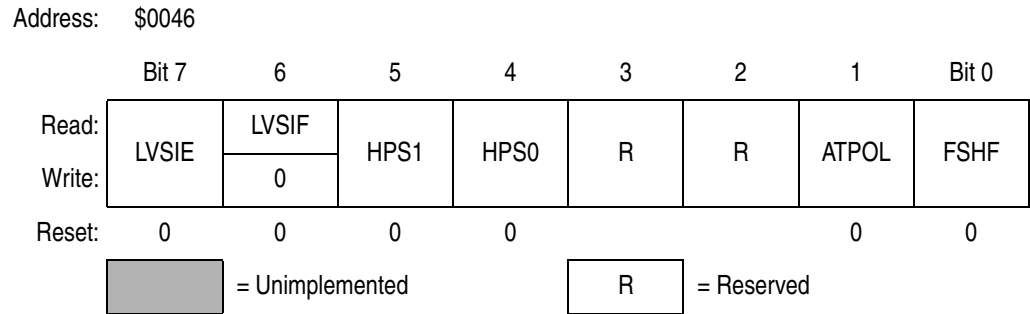 Address: $0046
Bit 7 6 5 4 3 2 1 Bit 0
Read: LVSIE LVSIF HPS1 HPS0 R R ATPOL FSHF
Write: 0
Reset: 0 0 0 0 0 0
= Unimplemented R = Reserved